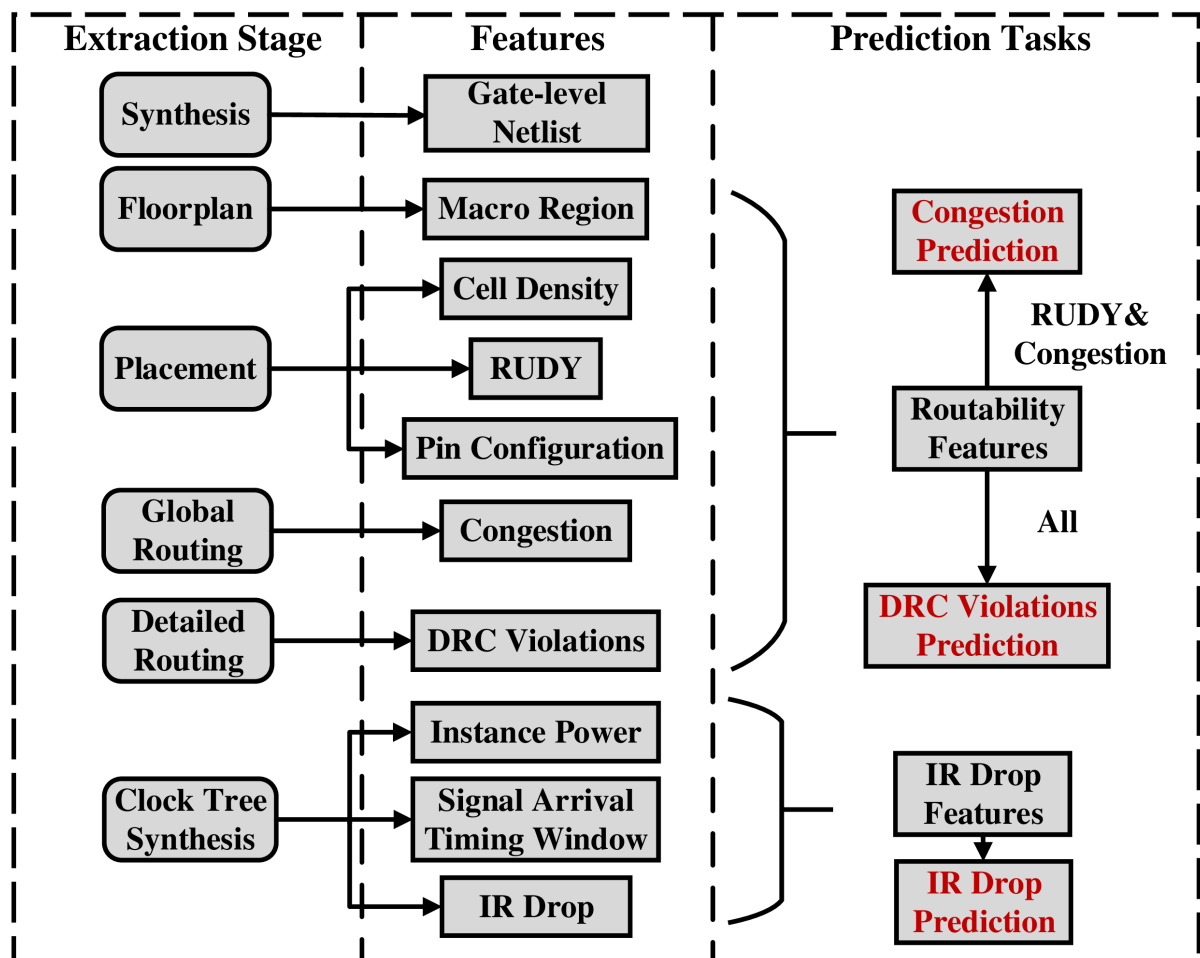 Extraction Stage
Features
Prediction Tasks
Synthesis
Gate-level
Netlist
Floorplan
Macro Region
Cell Density
Placement
RUDY
Pin Configuration
Global
Routing
Congestion
Detailed
Routing
DRC Violations
Instance Power
Clock Tree
Synthesis
Signal Arrival
Timing Window
IR Drop
Congestion
Prediction
RUDY&
Congestion
Routability
Features
All
DRC Violations
Prediction
IR Drop
Features
IR Drop
Prediction